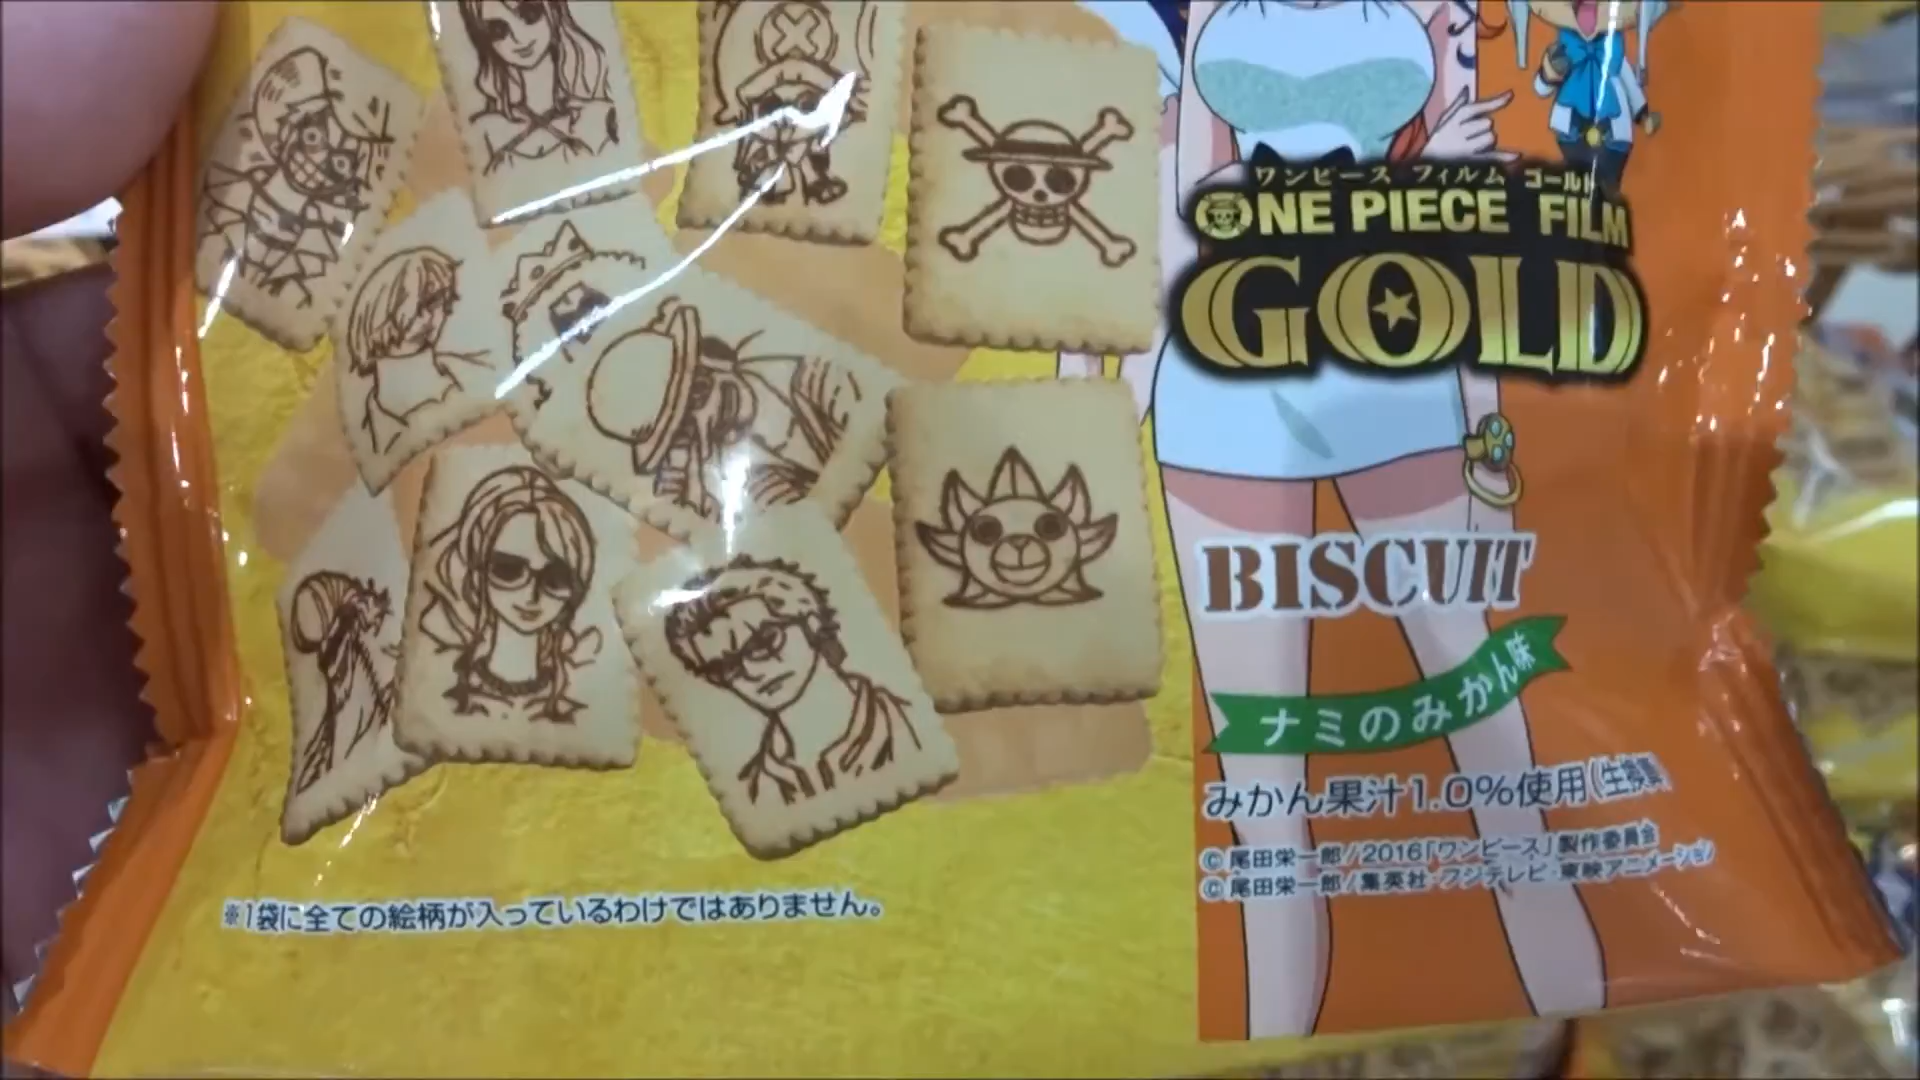 ワンピース フィルム ゴールド
ONE PIECE FILM
GOLD
BISCUIT
ナミのみかん味
みかん果汁1.0%使用(生換算)
© 尾田栄一郎/2016「ワンピース」製作委員会
© 尾田栄一郎/集英社・フジテレビ・東映アニメーション
※1袋に全ての絵柄が入っているわけではありません。